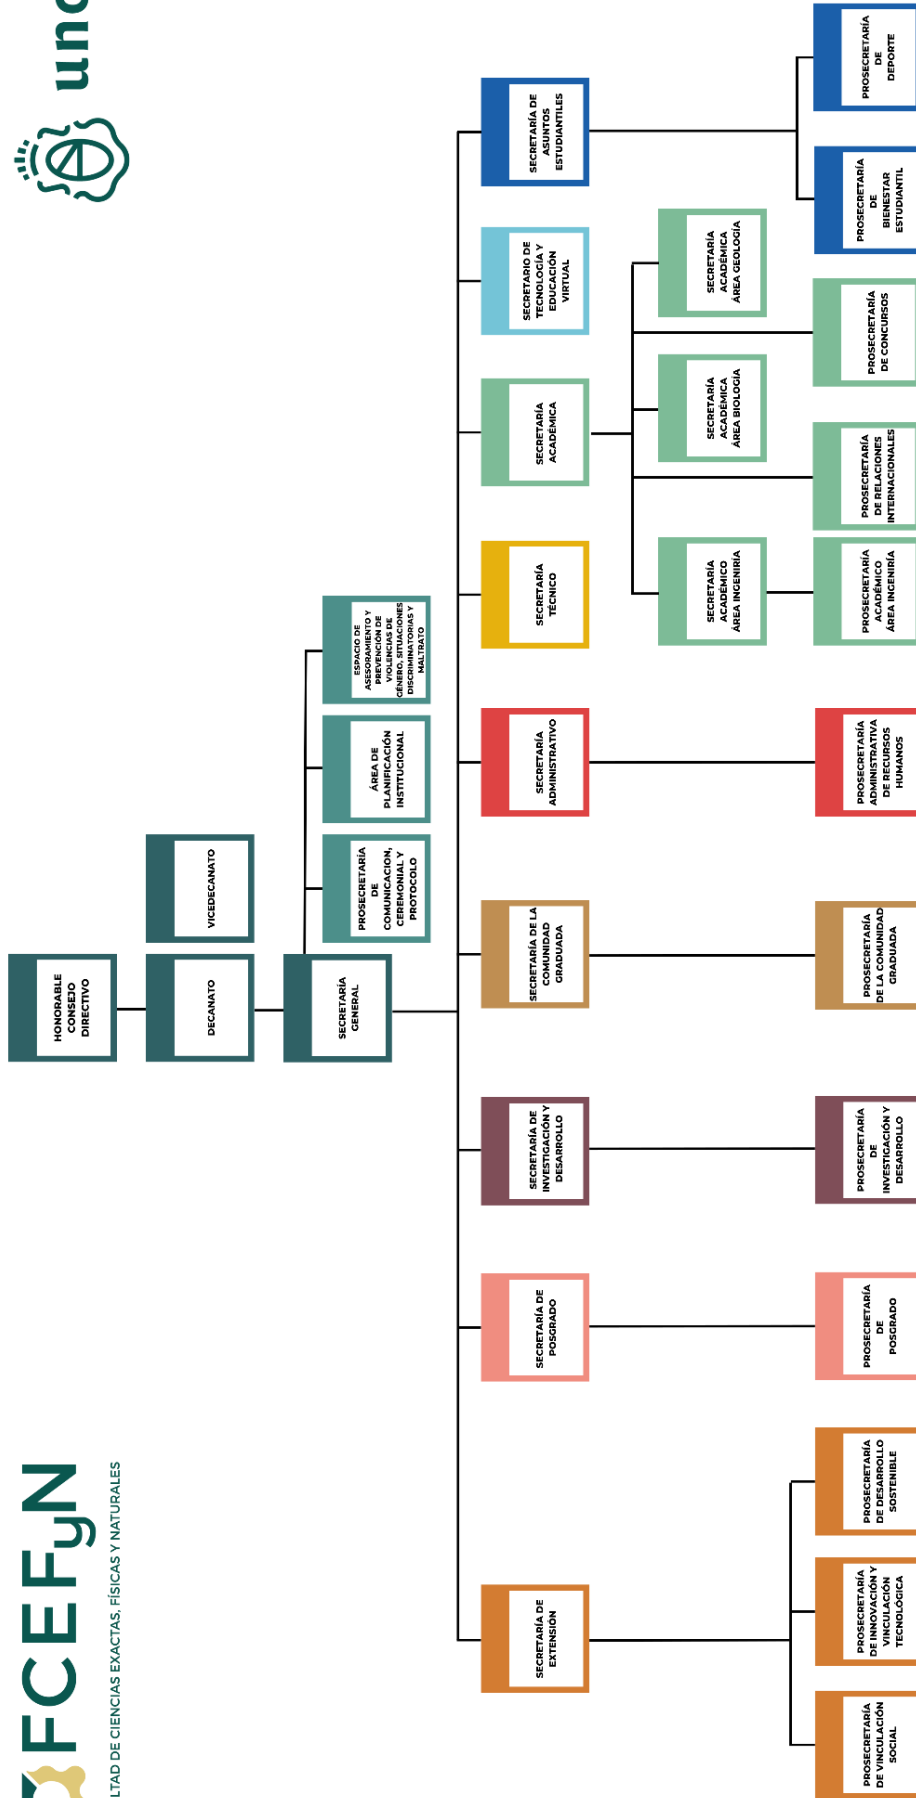 FCEFyN
LTAD DE CIENCIAS EXACTAS, FÍSICAS Y NATURALES
HONORABLE
CONSEJO
DIRECTIVO
DECANATO
VICEDECANATO
SECRETARÍA
GENERAL
PROSECRETARÍA
DE
COMUNICACION,
CEREMONIAL Y
PROTOCOLO
ÁREA DE
PLANIFICACIÓN
INSTITUCIONAL
ESPACIO DE
ASESORAMIENTO Y
PREVENCIÓN DE
VIOLENCIAS DE
GÉNERO, SITUACIONES
DISCRIMINATORIAS Y
MALTRATO
SECRETARÍA DE
EXTENSIÓN
SECRETARÍA DE
POSGRADO
SECRETARÍA DE
INVESTIGACIÓN Y
DESARROLLO
SECRETARÍA DE LA
COMUNIDAD
GRADUADA
SECRETARÍA
ADMINISTRATIVO
SECRETARÍA
TÉCNICO
SECRETARÍA
ACADÉMICA
SECRETARIO DE
TECNOLOGÍA Y
EDUCACIÓN
VIRTUAL
SECRETARÍA DE
ASUNTOS
ESTUDIANTILES
SECRETARÍA
ACADÉMICO
ÁREA INGENIRÍA
SECRETARÍA
ACADÉMICA
ÁREA BIOLOGÍA
SECRETARÍA
ACADÉMICA
ÁREA GEOLOGÍA
PROSECRETARÍA
DE VINCULACIÓN
SOCIAL
PROSECRETARÍA
DE INNOVACIÓN Y
VINCULACIÓN
TECNOLÓGICA
PROSECRETARÍA
DE DESARROLLO
SOSTENIBLE
PROSECRETARÍA
DE
POSGRADO
PROSECRETARÍA
DE
INVESTIGACIÓN Y
DESARROLLO
PROSECRETARÍA
DE LA COMUNIDAD
GRADUADA
PROSECRETARÍA
ADMINISTRATIVA
DE RECURSOS
HUMANOS
PROSECRETARÍA
ACADÉMICO
ÁREA INGENIRÍA
PROSECRETARÍA
DE RELACIONES
INTERNACIONALES
PROSECRETARÍA
DE CONCURSOS
PROSECRETARÍA
DE
BIENESTAR
ESTUDIANTIL
PROSECRETARÍA
DE
DEPORTE